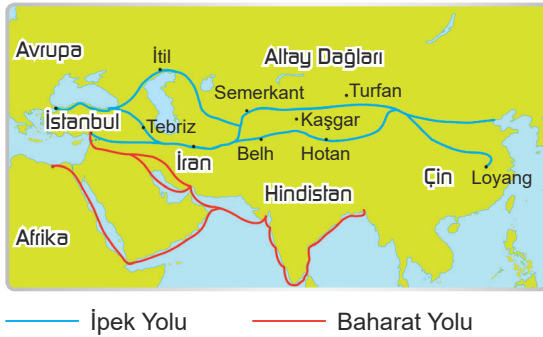 Avrupa
İtil
Altay Dağları
Semerkant
Turfan
İstanbul
Tebriz
Kaşgar
İran
Belh
Hotan
Çin
Loyang
Hindistan
Afrika
İpek Yolu
Baharat Yolu